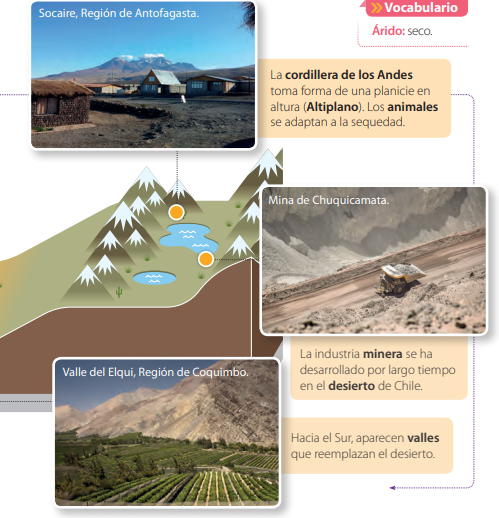 Vocabulario
Árido: seco.
Socaire, Región de Antofagasta.
La cordillera de los Andes
toma forma de una planicie en
altura (Altiplano). Los animales
se adaptan a la sequedad.
Mina de Chuquicamata.
La industria minera se ha
desarrollado por largo tiempo
en el desierto de Chile.
Valle del Elqui, Región de Coquimbo.
Hacia el Sur, aparecen valles
que reemplazan el desierto.